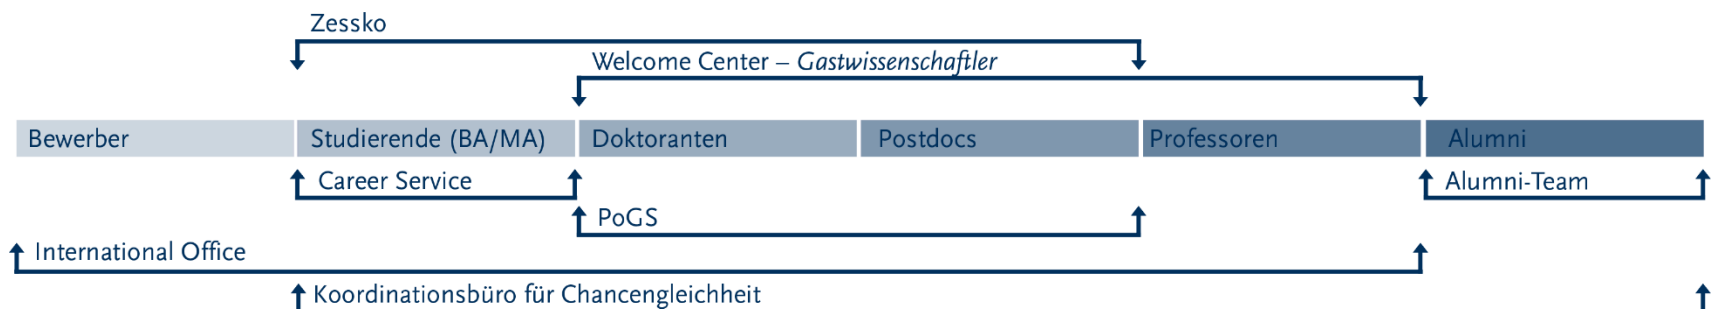 Zessko
Welcome Center – Gastwissenschaftler
Bewerber
Studierende (BA/MA)
Doktoranten
Postdocs
Professoren
Alumni
Career Service
Alumni-Team
PoGS
International Office
Koordinationsbüro für Chancengleichheit